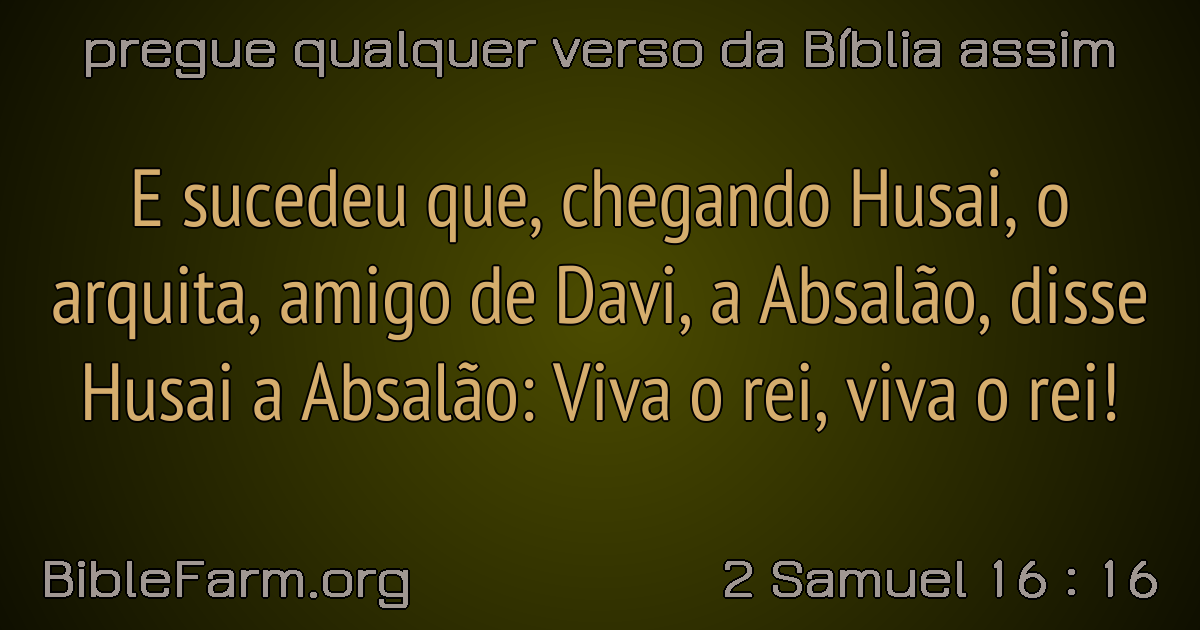 pregue qualquer verso da Bíblia assim
E sucedeu que, chegando Husai, o
arquita, amigo de Davi, a Absalão, disse
Husai a Absalão: Viva o rei, viva o rei!
BibleFarm.org
2 Samuel 16 : 16